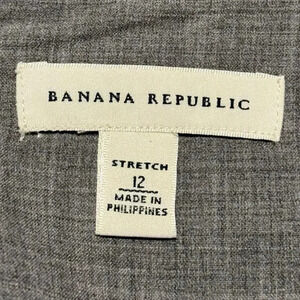 BANANA REPUBLIC
STRETCH
12
MADE IN
PHILIPPINES